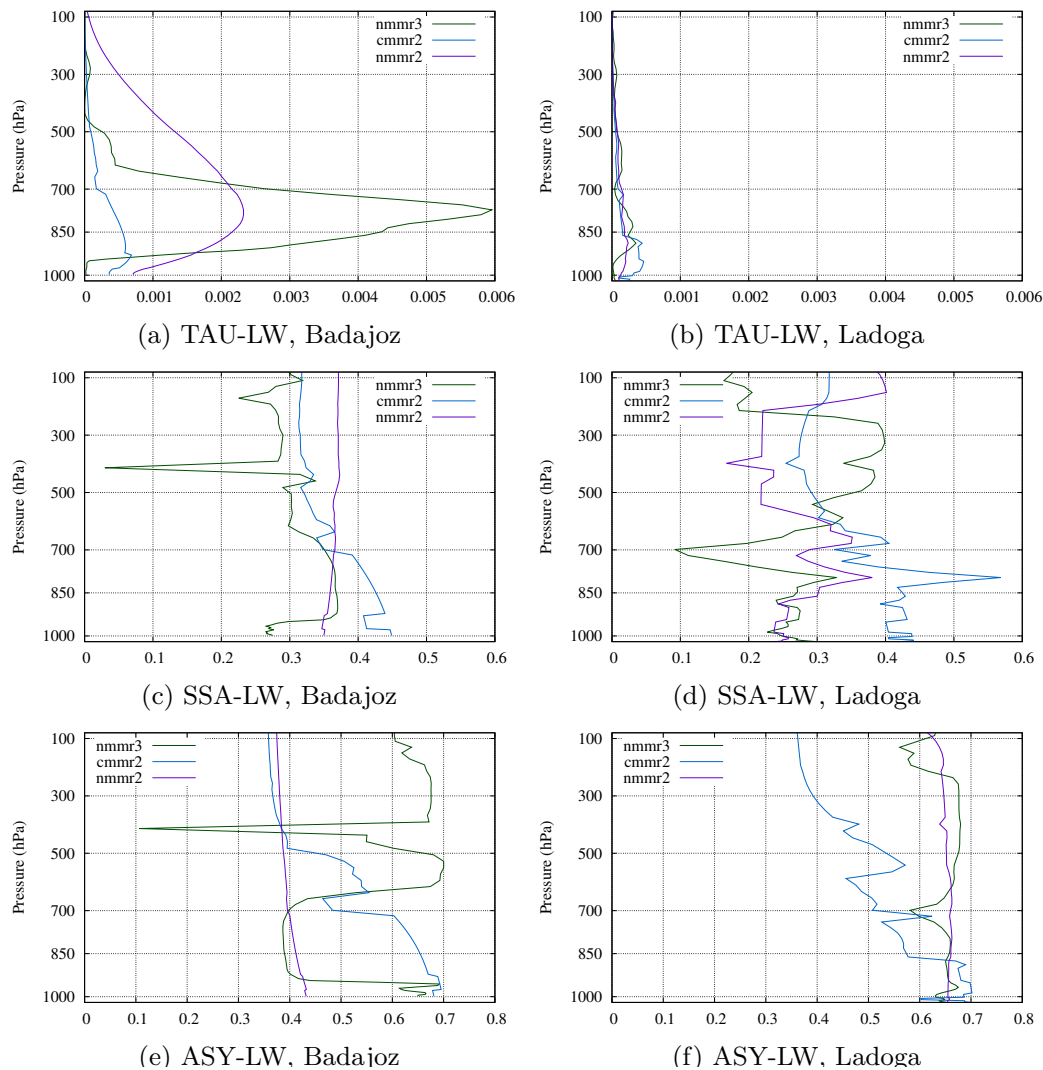 100
300
500
700
850
1000
Pressure (hPa)
0 0.001 0.002 0.003 0.004 0.005 0.006
nmmr3
cmmr2
nmmr2
(a) TAU-LW, Badajoz
100
300
500
700
850
1000
Pressure (hPa)
0 0.001 0.002 0.003 0.004 0.005 0.006
nmmr3
cmmr2
nmmr2
(b) TAU-LW, Ladoga
100
300
500
700
850
1000
Pressure (hPa)
0 0.1 0.2 0.3 0.4 0.5 0.6
nmmr3
cmmr2
nmmr2
(c) SSA-LW, Badajoz
100
300
500
700
850
1000
Pressure (hPa)
0 0.1 0.2 0.3 0.4 0.5 0.6
nmmr3
cmmr2
nmmr2
(d) SSA-LW, Ladoga
100
300
500
700
850
1000
Pressure (hPa)
0 0.1 0.2 0.3 0.4 0.5 0.6 0.7 0.8
nmmr3
cmmr2
nmmr2
(e) ASY-LW, Badajoz
100
300
500
700
850
1000
Pressure (hPa)
0 0.1 0.2 0.3 0.4 0.5 0.6 0.7 0.8
nmmr3
cmmr2
nmmr2
(f) ASY-LW, Ladoga